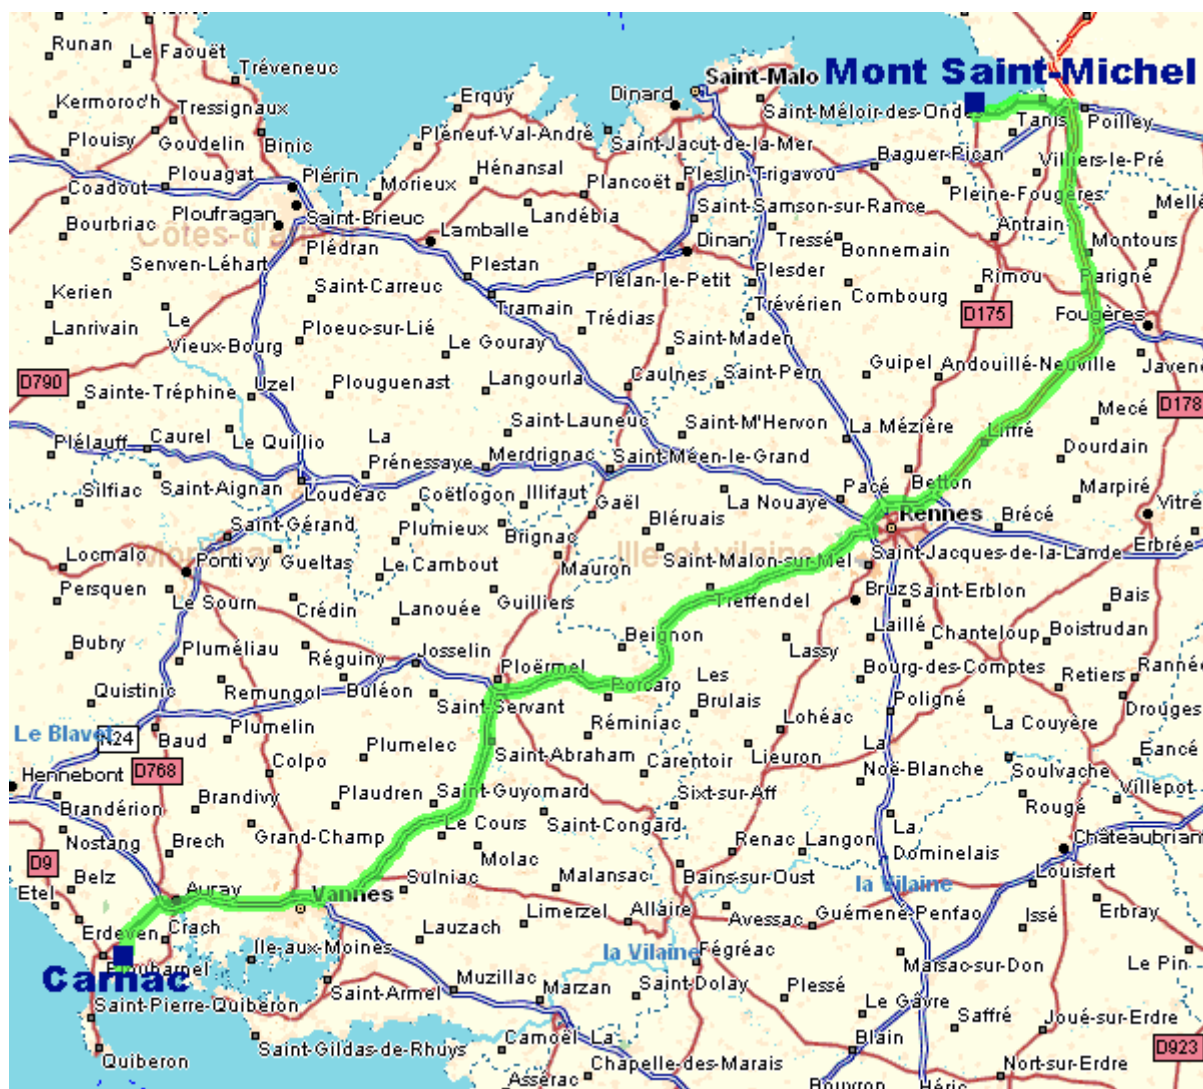 Runan
Le Faouët
Tréveneuc
Saint-Malo
Mont Saint-Michel
Kermoroc'h
Tressignaux
Erquy
Dinard
Saint-Méloir-des-Ond
Tanis
Poilley
Plouisy
Goudelin
Binic
Pléneuf-Val-André
Saint-Jacut-de-la-Mer
Baguer-Pican
Villiers-le-Pré
Coadout
Plouagat
Plérin
Morieux
Hénansal
Plancoët
Pleslin-Trigavou
Pleine-Fougères
Bourbriac
Ploufragan
Saint-Brieuc
Landébia
Saint-Samson-sur-Rance
Mellé
Côtes-d'
Plédran
Lamballe
Dinan
Tressé
Bonnemain
Antrain
Montours
Senven-Léhart
Plestan
Plélan-le-Petit
Plesder
Rimou
Parigné
Kerien
Saint-Carreuc
Tramain
Trévérien
Combourg
Lanrivain
Le
Vieux-Bourg
Ploeuc-sur-Lié
Trédias
D175
Fougères
Le Gouray
Saint-Maden
Guipel
Andouillé-Neuville
Javené
D790
Sainte-Tréphine
Uzel
Plouguenast
Langourla
Caulnes
Saint-Pern
D178
Plélauff
Caurel
Le Quillio
La
Prénessaye
Saint-Launeuc
Saint-M'Hervon
La Mézière
Liffré
Mecé
Dourdain
Merdrignac
Saint-Méen-le-Grand
Silfiac
Saint-Aignan
Loudéac
Coëtlogon
Illifaut
Gaël
La Nouaye
Pacé
Betton
Marpiré
Vitré
Saint-Gérand
Plumieux
Brignac
Bléruais
Rennes
Brécé
Erbrée
Locmalo
Pontivy
Gueltas
Le Cambout
Mauron
Ille-et-vilaine
Saint-Malon-sur-Mel
Saint-Jacques-de-la-Lande
Persquen
Le Sourn
Crédin
Lanouée
Guilliers
Treffendel
Bruz
Saint-Erblon
Bais
Bubry
Pluméliau
Réguiny
Josselin
Ploërmel
Beignon
Lassy
Laillé
Chanteloup
Boistrudan
Quistinic
Remungol
Buléon
Saint-Servant
Porcaro
Les
Brulais
Bourg-des-Comptes
Retiers
Rannée
Le Blavet
N24
Baud
Plumelin
Plumelec
Réminiac
Lohéac
Poligné
La Couyère
Drouges
Hennebont
D768
Colpo
Saint-Abraham
Carentoir
Lieuron
La
Noë-Blanche
Soulvache
Eancé
Brandérion
Brandivy
Plaudren
Saint-Guyomard
Sixt-sur-Aff
Rougé
Villepot
Nostang
Brech
Grand-Champ
Le Cours
Saint-Congard
Renac
Langon
La
Dominelais
Châteaubriant
D9
Belz
Molac
Etel
Auray
Vannes
Sulniac
Malansac
Bains-sur-Oust
la Vilaine
Louisfert
Erdeven
Crach
Ile-aux-Moines
Lauzach
Limerzel
Allaire
Avessac
Guémené-Penfao
Issé
Erbray
Carnac
Plouharnel
la Vilaine
Fégréac
Marsac-sur-Don
Le Pin
Saint-Pierre-Quiberon
Saint-Armel
Muzillac
Marzan
Saint-Dolay
Plessé
Le Gavre
Saffré
Joué-sur-Erdre
Quiberon
Saint-Gildas-de-Rhuys
Camoël
La-
Chapelle-des-Marais
Blain
D923
Assérac
Bouvron
Héric
Nort-sur-Erdre